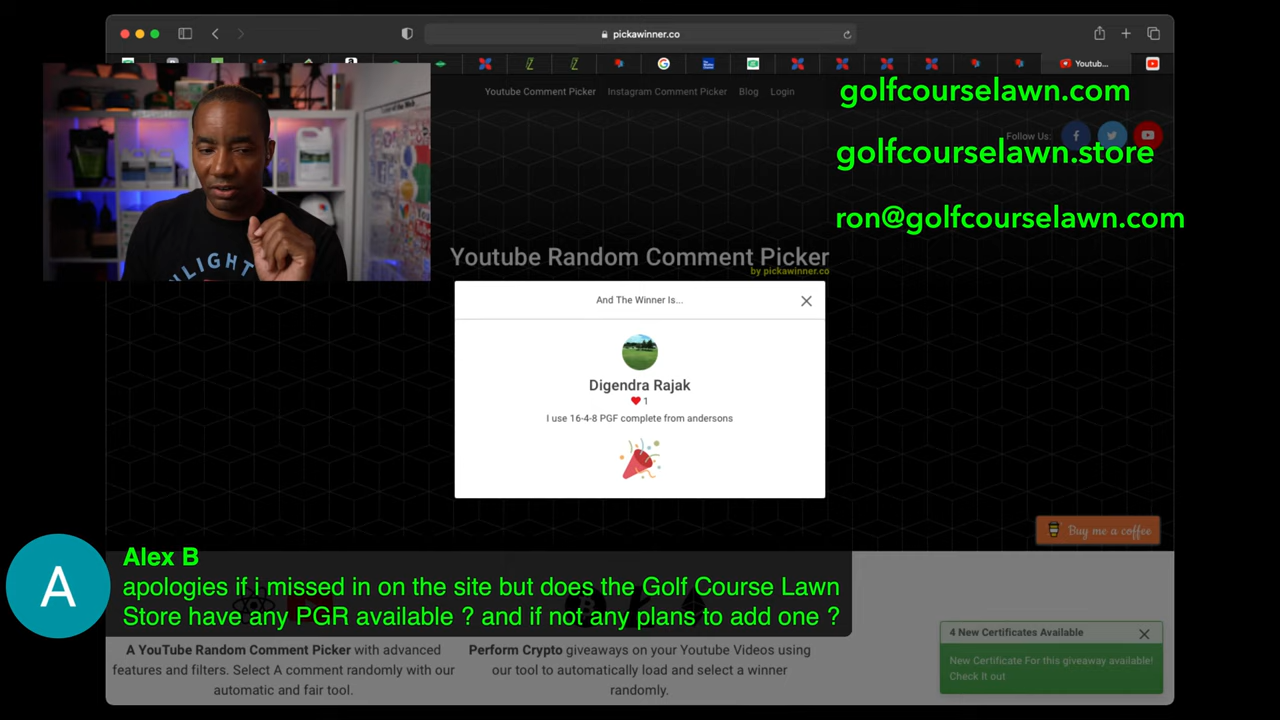 pickawinner.co
Youtub...
Youtube Comment Picker
Instagram Comment Picker
Blog
Login
golfcourselawn.com
Follow Us:
golfcourselawn.store
ron@golfcourselawn.com
Youtube Random Comment Picker
by pickawinner.co
And The Winner Is...
Digendra Rajak
1
I use 16-4-8 PGF complete from andersons
Buy me a coffee
A
Alex B
apologies if i missed in on the site but does the Golf Course Lawn
Store have any PGR available ? and if not any plans to add one ?
A YouTube Random Comment Picker with advanced
features and filters. Select A comment randomly with our
automatic and fair tool.
Perform Crypto giveaways on your Youtube Videos using
our tool to automatically load and select a winner
randomly.
4 New Certificates Available
New Certificate For this giveaway available!
Check It out